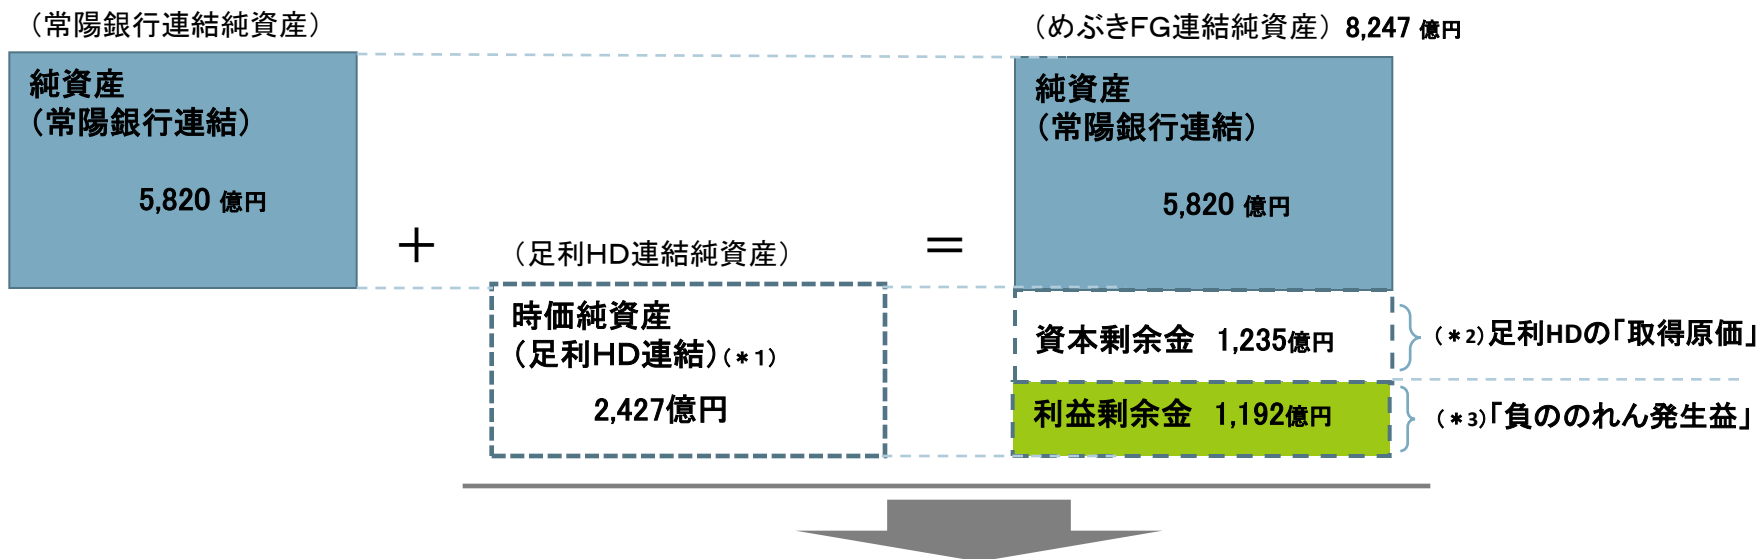 （常陽銀行連結純資産）
純資産
（常陽銀行連結）
5,820 億円
＋
（足利HD連結純資産）
時価純資産
（足利HD連結）（＊1）
2,427億円
＝
（めぶきFG連結純資産） 8,247 億円
純資産
（常陽銀行連結）
5,820 億円
資本剰余金 1,235億円
（＊2）足利HDの「取得原価」
利益剰余金 1,192億円
（＊3）「負ののれん発生益」